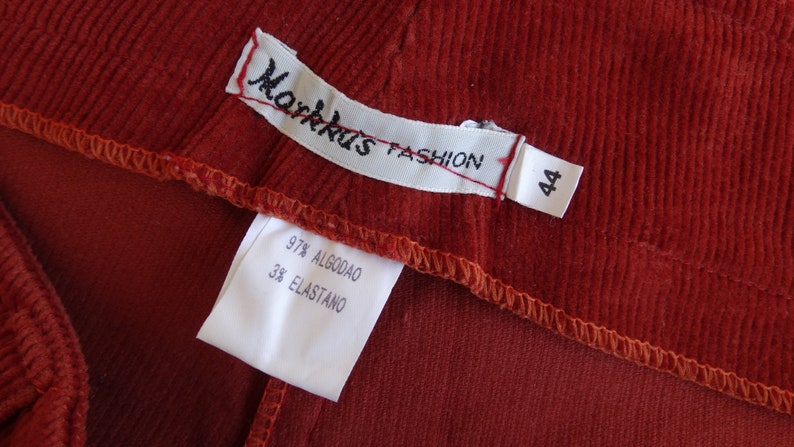 Markkus FASHION
44
97% ALGODAO
3% ELASTANO